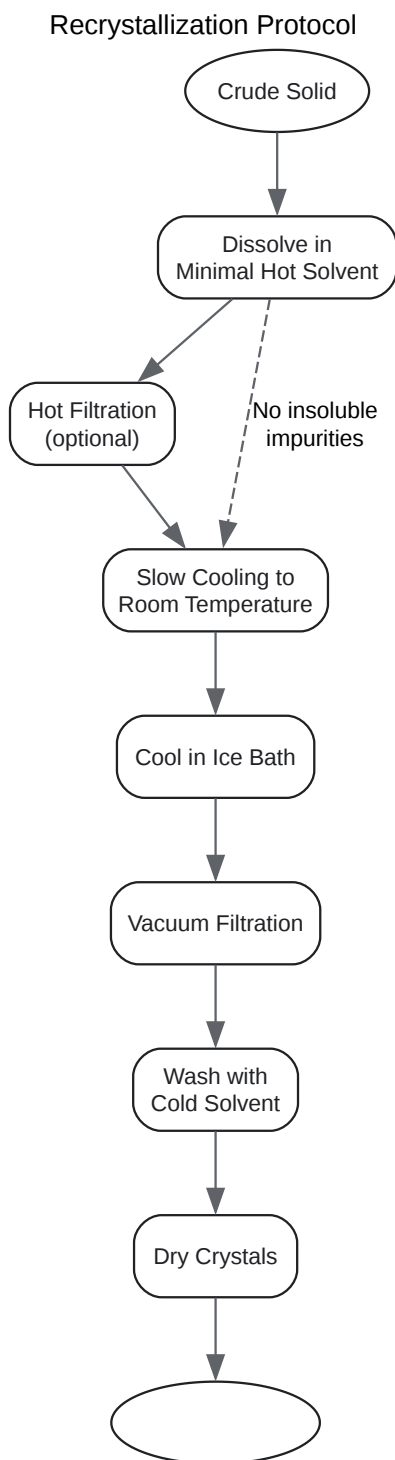 Recrystallization Protocol
Crude Solid
Dissolve in
Minimal Hot Solvent
Hot Filtration
(optional)
No insoluble
impurities
Slow Cooling to
Room Temperature
Cool in Ice Bath
Vacuum Filtration
Wash with
Cold Solvent
Dry Crystals